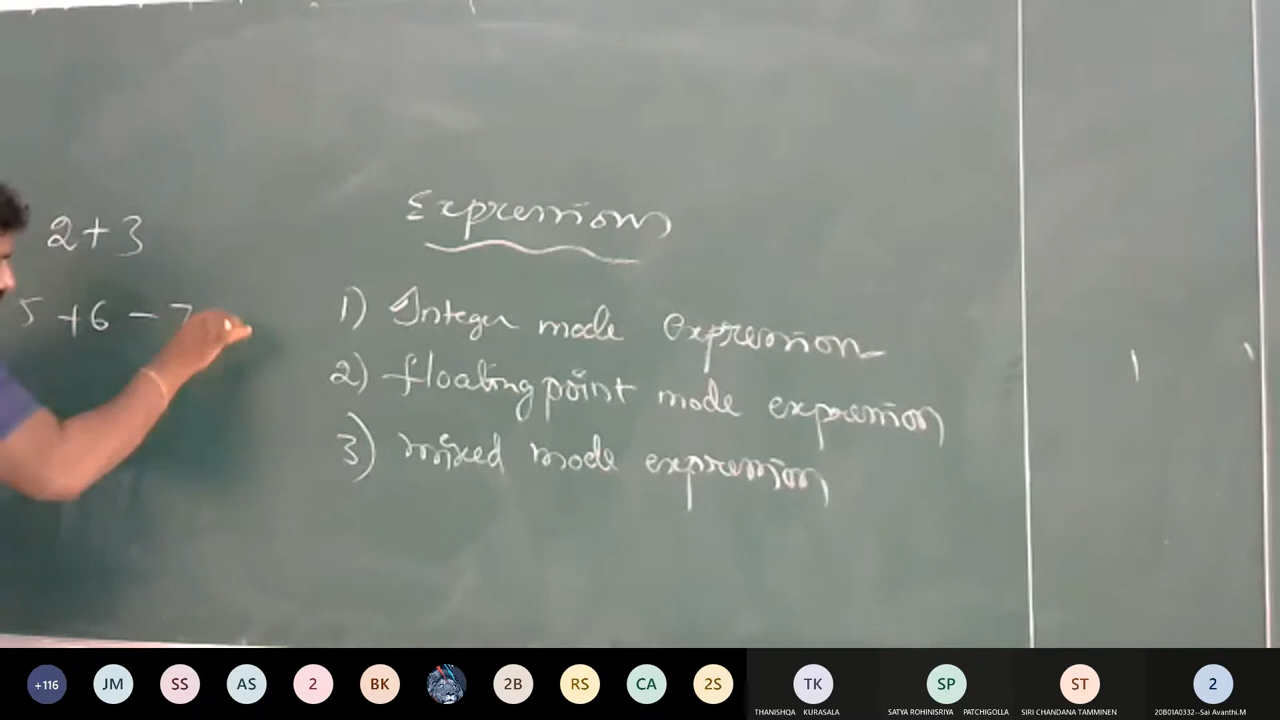 2+3
5+6-7
Expressions
1) Integer mode expression
2) floating point mode expression
3) mixed mode expression
+116 JM SS AS 2 BK 2B RS CA 2S TK SP ST 2
THANISHQA KURASALA SATYA ROHINISRIYA PATCHIGOLLA SIRI CHANDANA TAMMINEN 20B01A0332--Sai Avanthi.M